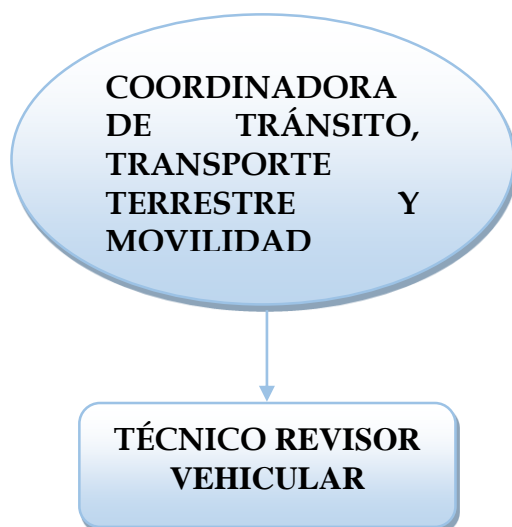 COORDINADORA
DE TRÁNSITO,
TRANSPORTE
TERRESTRE Y
MOVILIDAD
TÉCNICO REVISOR
VEHICULAR